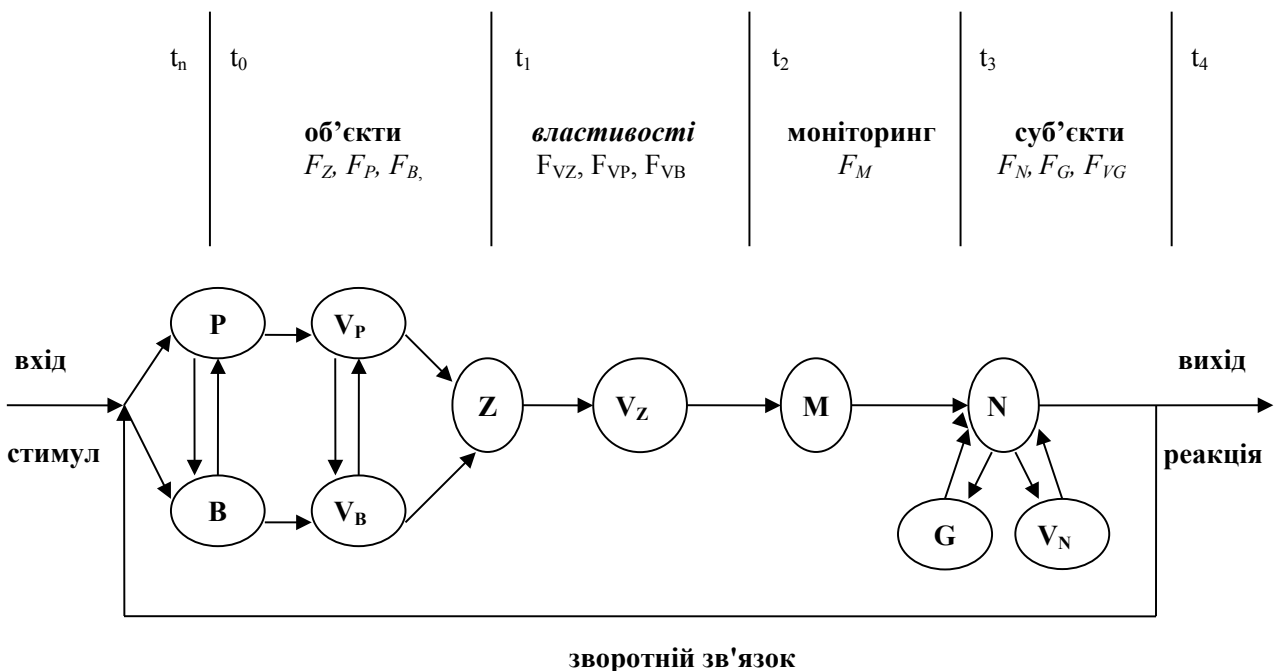 tn t0 t1 t2 t3 t4
об’єкти властивості моніторинг суб’єкти
FZ, FP, FB, FVZ, FVP, FVB FM FN, FG, FVG
P VP
вхід вихід
Z VZ M N
стимул реакція
B VB
G VN
зворотній зв'язок